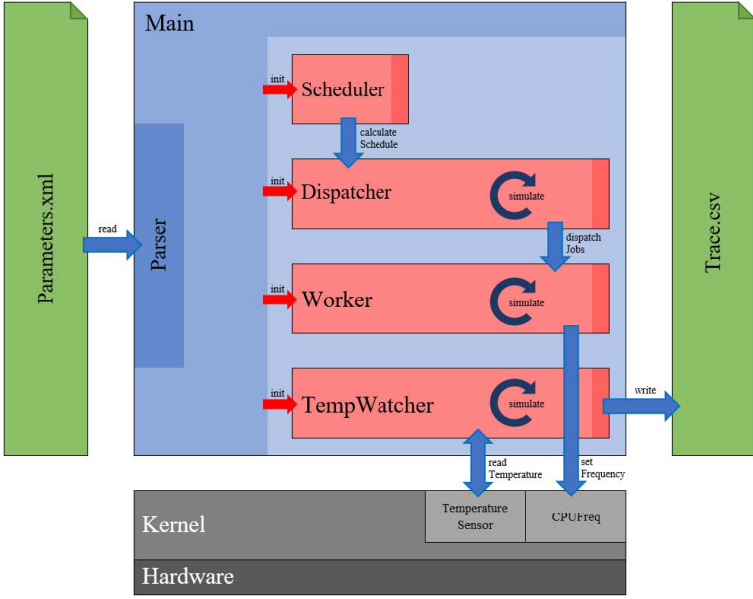 Main
init
Scheduler
calculate
Schedule
init
Dispatcher
simulate
Parameters.xml
read
Parser
dispatch
Jobs
Trace.csv
init
Worker
simulate
init
TempWatcher
simulate
write
read
Temperature
set
Frequency
Kernel
Temperature
Sensor
CPUFreq
Hardware